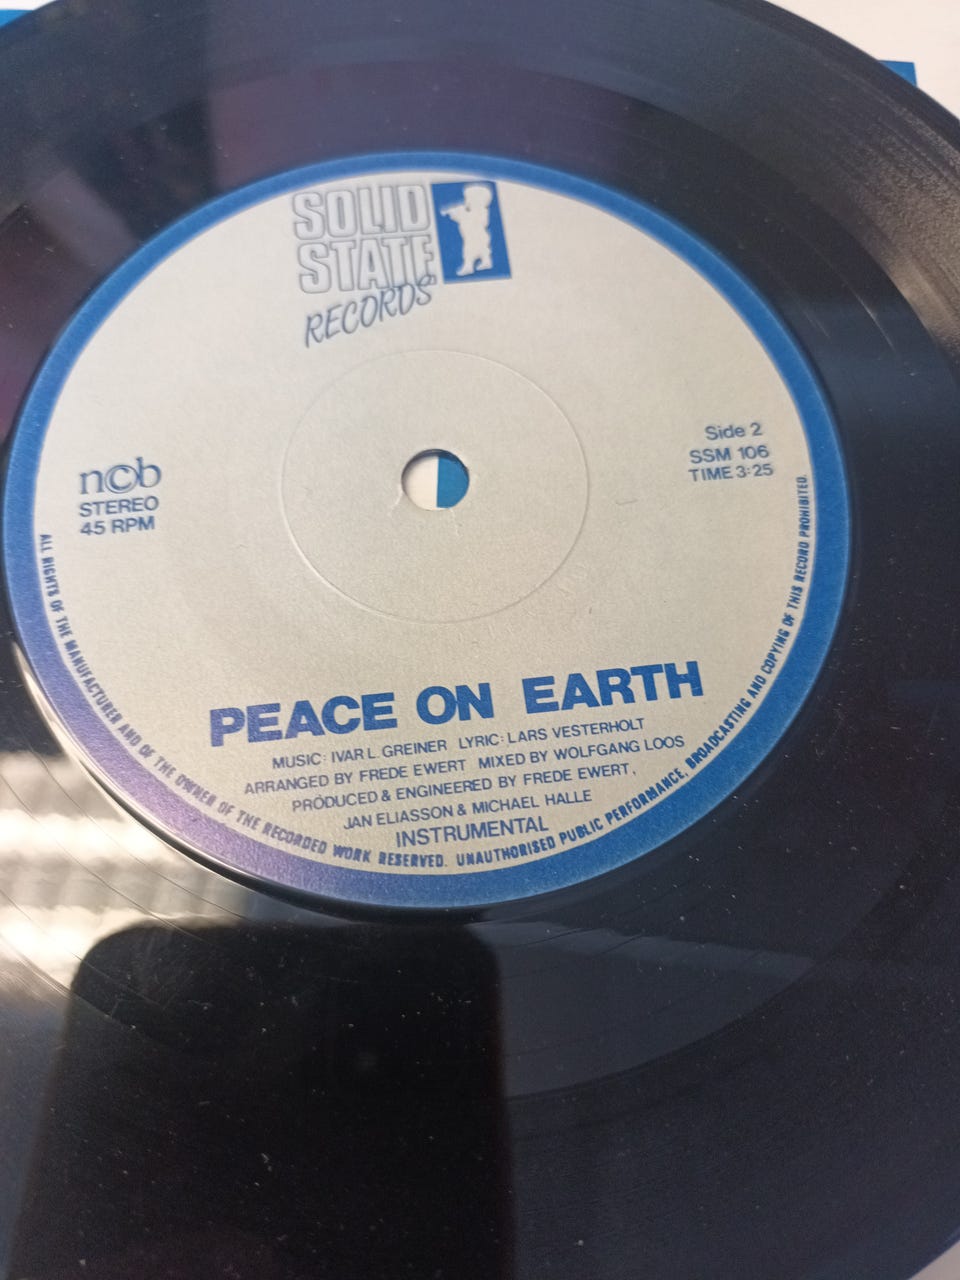 SOLID
STATE
RECORDS
n©b
STEREO
45 RPM
Side 2
SSM 106
TIME 3:25
PEACE ON EARTH
MUSIC: IVAR L. GREINER LYRIC: LARS VESTERHOLT
ARRANGED BY FREDE EWERT MIXED BY WOLFGANG LOOS
PRODUCED & ENGINEERED BY FREDE EWERT,
JAN ELIASSON & MICHAEL HALLE
INSTRUMENTAL
ALL RIGHTS OF THE MANUFACTURER AND OF THE OWNER OF THE RECORDED WORK RESERVED. UNAUTHORISED PUBLIC PERFORMANCE, BROADCASTING AND COPYING OF THIS RECORD PROHIBITED.